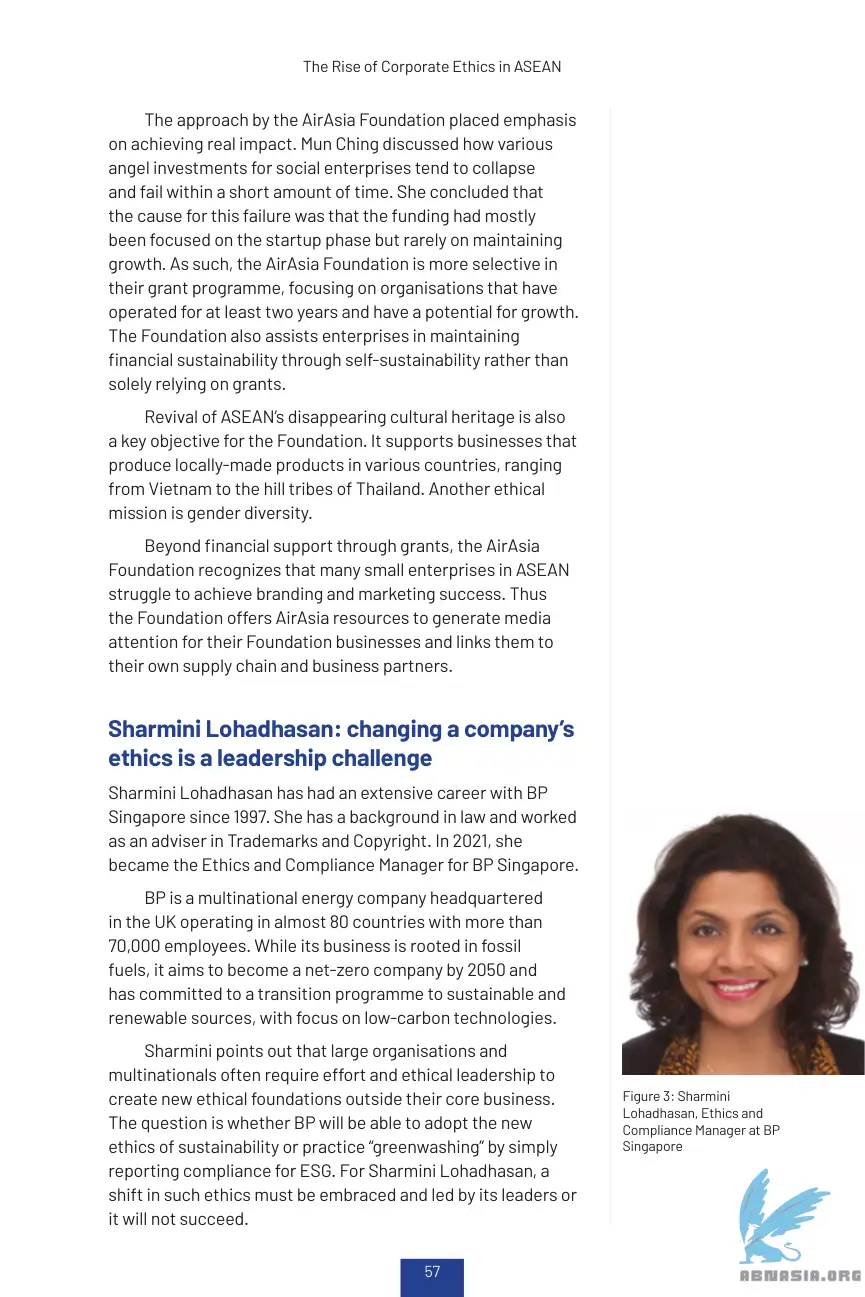 The Rise of Corporate Ethics in ASEAN
The approach by the AirAsia Foundation placed emphasis
on achieving real impact. Mun Ching discussed how various
angel investments for social enterprises tend to collapse
and fail within a short amount of time. She concluded that
the cause for this failure was that the funding had mostly
been focused on the startup phase but rarely on maintaining
growth. As such, the AirAsia Foundation is more selective in
their grant programme, focusing on organisations that have
operated for at least two years and have a potential for growth.
The Foundation also assists enterprises in maintaining
financial sustainability through self-sustainability rather than
solely relying on grants.
Revival of ASEAN's disappearing cultural heritage is also
a key objective for the Foundation. It supports businesses that
produce locally-made products in various countries, ranging
from Vietnam to the hill tribes of Thailand. Another ethical
mission is gender diversity.
Beyond financial support through grants, the AirAsia
Foundation recognizes that many small enterprises in ASEAN
struggle to achieve branding and marketing success. Thus
the Foundation offers AirAsia resources to generate media
attention for their Foundation businesses and links them to
their own supply chain and business partners.
Sharmini Lohadhasan: changing a company's
ethics is a leadership challenge
Sharmini Lohadhasan has had an extensive career with BP
Singapore since 1997. She has a background in law and worked
as an adviser in Trademarks and Copyright. In 2021, she
became the Ethics and Compliance Manager for BP Singapore.
BP is a multinational energy company headquartered
in the UK operating in almost 80 countries with more than
70,000 employees. While its business is rooted in fossil
fuels, it aims to become a net-zero company by 2050 and
has committed to a transition programme to sustainable and
renewable sources, with focus on low-carbon technologies.
Sharmini points out that large organisations and
multinationals often require effort and ethical leadership to
create new ethical foundations outside their core business.
The question is whether BP will be able to adopt the new
ethics of sustainability or practice “greenwashing” by simply
reporting compliance for ESG. For Sharmini Lohadhasan, a
shift in such ethics must be embraced and led by its leaders or
it will not succeed.
Figure 3: Sharmini
Lohadhasan, Ethics and
Compliance Manager at BP
Singapore
57
ABNASIA.ORG